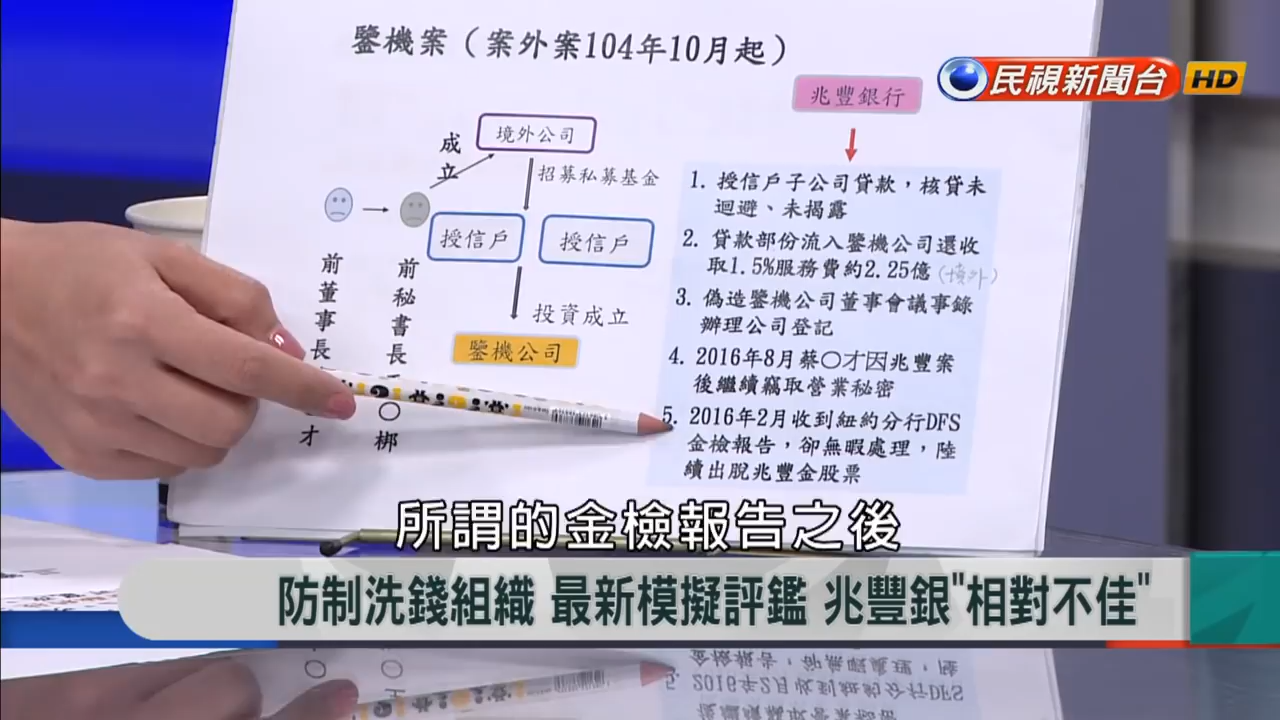 鑒機案（案外案104年10月起）
民視新聞台 HD
兆豐銀行
境外公司
成立
招募私募基金
授信戶
授信戶
投資成立
鑒機公司
前董事長
才
前秘書長
○梆
1. 授信戶子公司貸款，核貸未
迴避、未揭露
2. 貸款部份流入鑒機公司還收
取1.5%服務費約2.25億(境外)
3. 偽造鑒機公司董事會議事錄
辦理公司登記
4. 2016年8月蔡○才因兆豐案
後繼續竊取營業秘密
5. 2016年2月收到紐約分行DFS
金檢報告，卻無暇處理，陸
續出脫兆豐金股票
所謂的金檢報告之後
防制洗錢組織 最新模擬評鑑 兆豐銀"相對不佳"